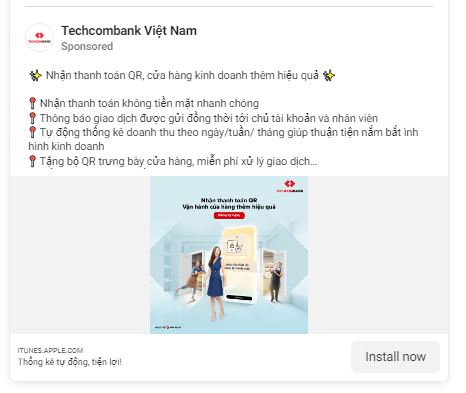 Techcombank Việt Nam
Sponsored
✨ Nhận thanh toán QR, cửa hàng kinh doanh thêm hiệu quả ✨
📍Nhận thanh toán không tiền mặt nhanh chóng
📍Thông báo giao dịch được gửi đồng thời tới chủ tài khoản và nhân viên
📍Tự động thống kê doanh thu theo ngày/tuần/ tháng giúp thuận tiện nắm bắt ình
hình kinh doanh
📍Tặng bộ QR trưng bày cửa hàng, miễn phí xử lý giao dịch...
TECHCOMBANK
Nhận thanh toán QR
Vận hành cửa hàng thêm hiệu quả
Đăng ký ngay
ITUNES.APPLE.COM
Thống kê tự động, tiện lợi!
Install now